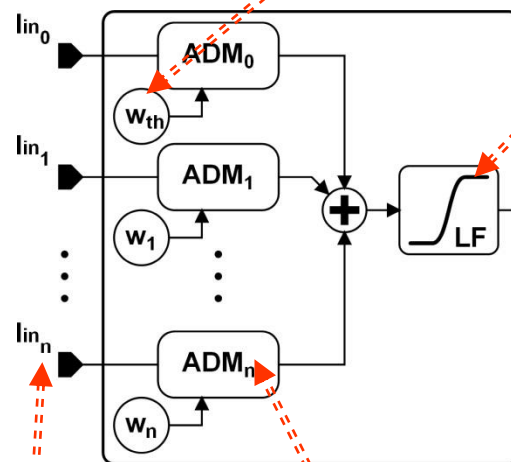 Iin0
ADM0
wth
Iin1
ADM1
w1
+
LF
Iinn
ADMn
wn